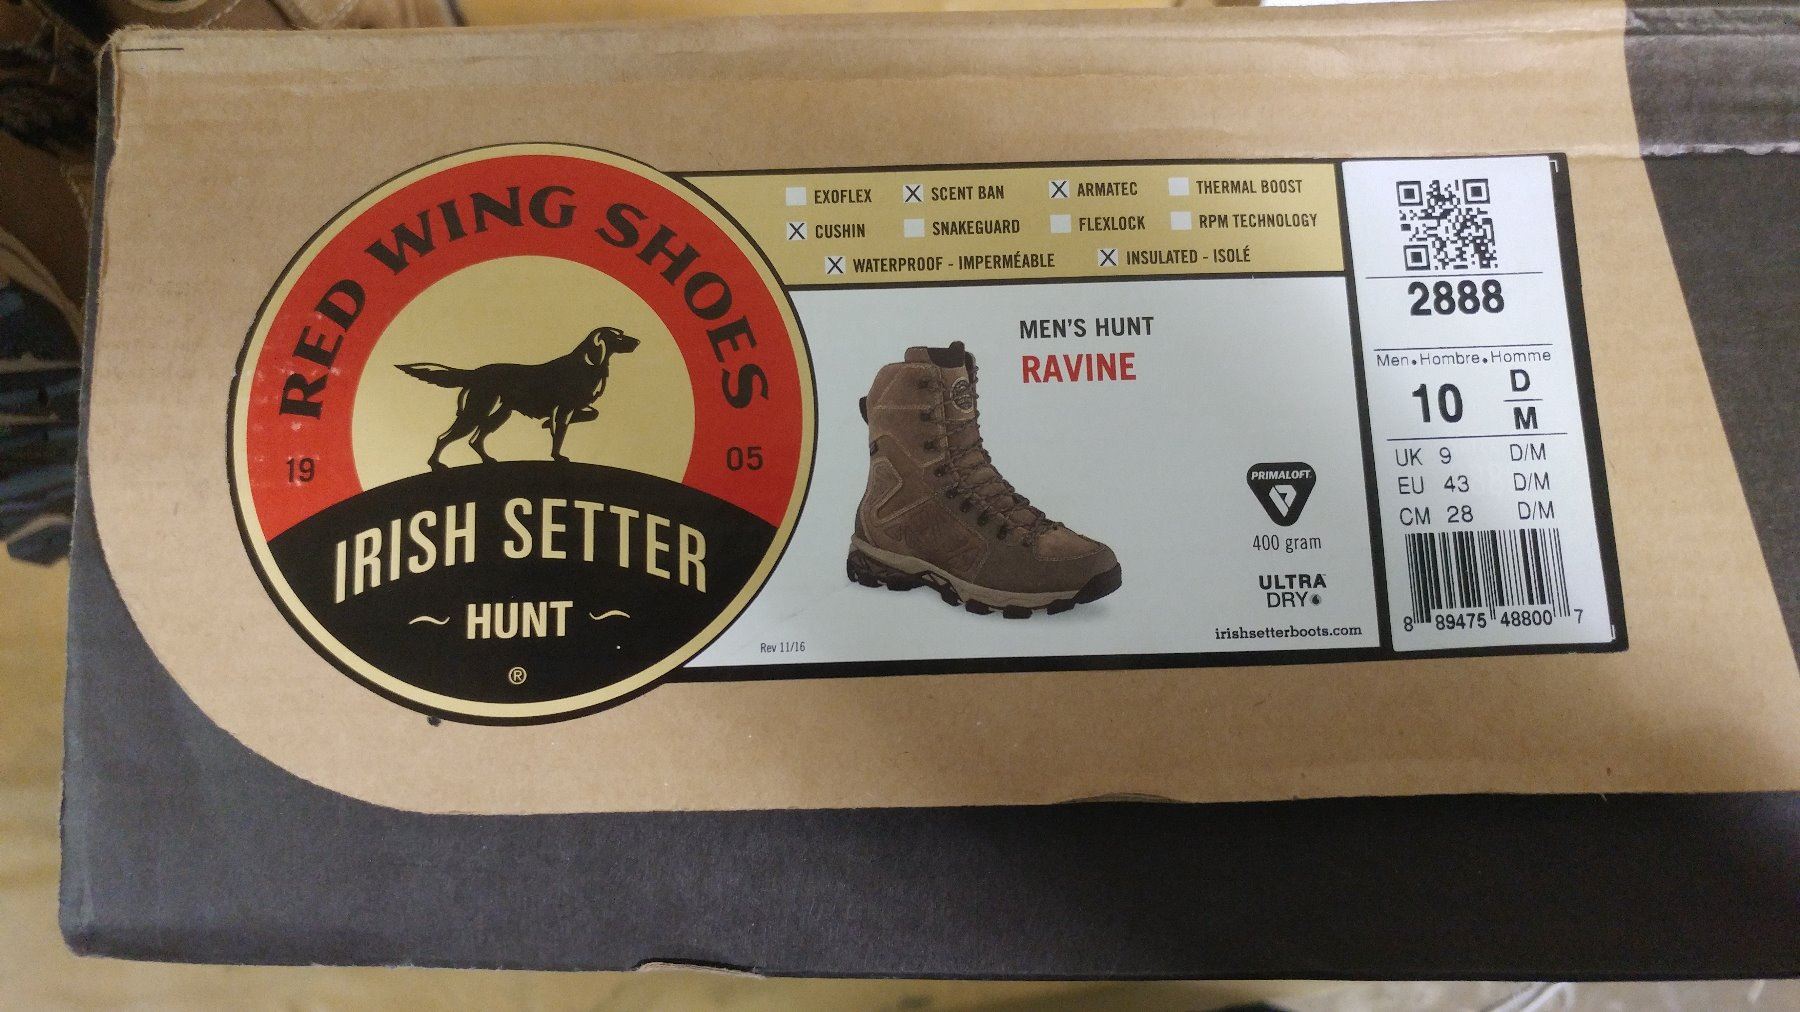 RED WING SHOES
19 05
IRISH SETTER
~ HUNT ~
®
EXOFLEX X SCENT BAN X ARMATEC THERMAL BOOST
X CUSHIN SNAKEGUARD FLEXLOCK RPM TECHNOLOGY
X WATERPROOF - IMPERMÉABLE X INSULATED - ISOLÉ
MEN'S HUNT
RAVINE
PRIMALOFT
400 gram
ULTRA
DRY
irishsetterboots.com
Rev 11/16
2888
Men•Hombre•Homme
10 D
M
UK 9 D/M
EU 43 D/M
CM 28 D/M
8 89475 48800 7